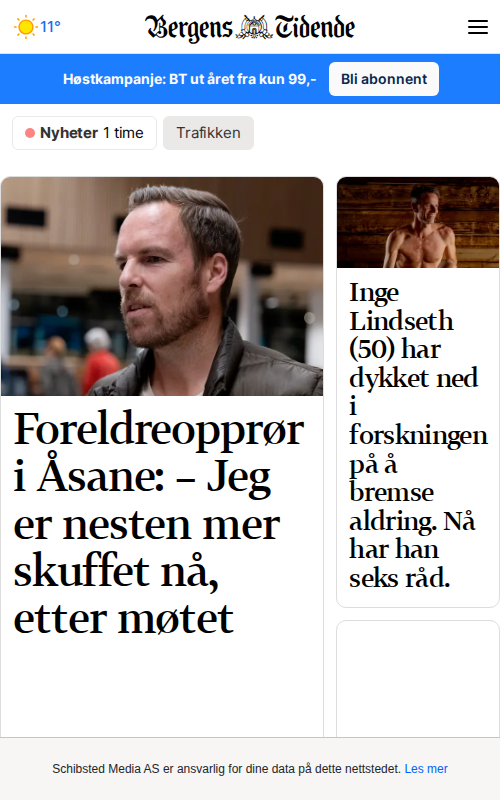 11°
Bergens Tidende
Høstkampanje: BT ut året fra kun 99,-
Bli abonnent
Nyheter 1 time
Trafikken
Foreldreopprør
i Åsane: – Jeg
er nesten mer
skuffet nå,
etter møtet
Inge
Lindseth
(50) har
dykket ned
i
forskningen
på å
bremse
aldring. Nå
har han
seks råd.
Schibsted Media AS er ansvarlig for dine data på dette nettstedet. Les mer